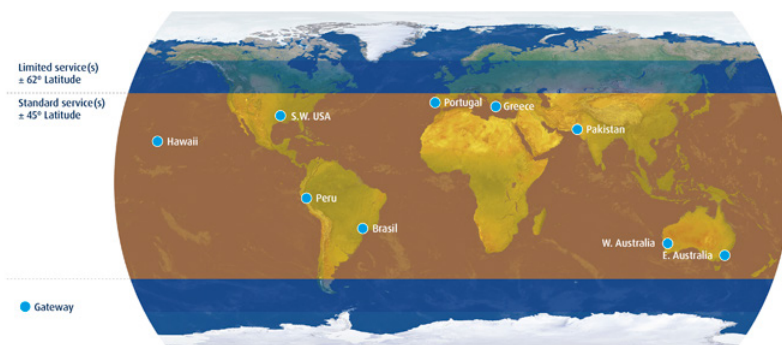 Limited service(s)
± 62° Latitude
Standard service(s)
± 45° Latitude
Portugal
Greece
S.W. USA
Pakistan
Hawaii
Peru
Brasil
W. Australia
E. Australia
Gateway